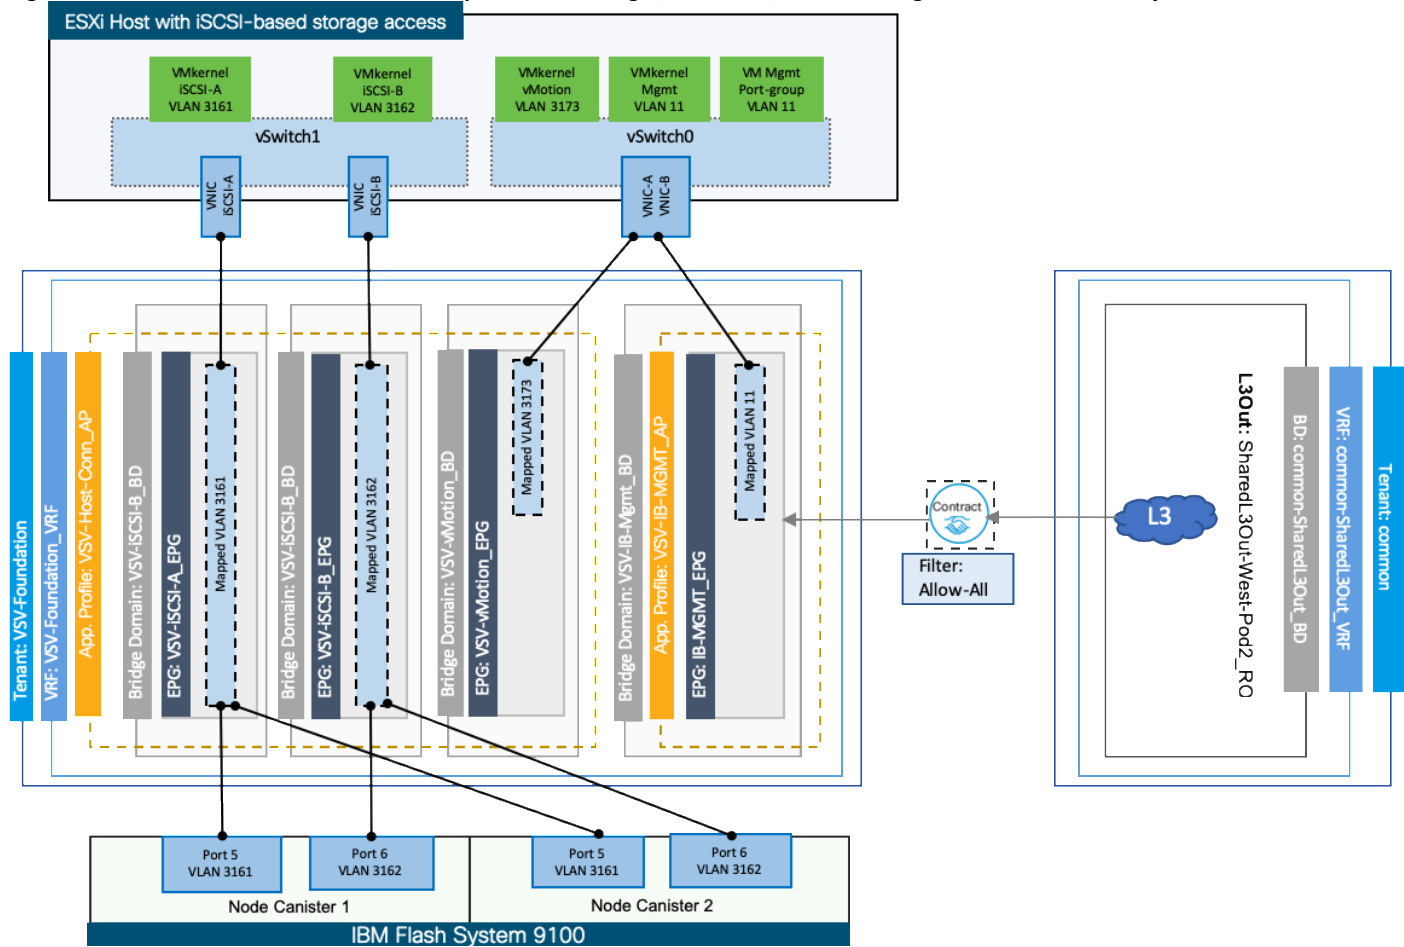 ESXi Host with iSCSI-based storage access
VMkernel
iSCSI-A
VLAN 3161
VMkernel
iSCSI-B
VLAN 3162
VMkernel
vMotion
VLAN 3173
VMkernel
Mgmt
VLAN 11
VM Mgmt
Port-group
VLAN 11
vSwitch1
vSwitch0
VNIC
iSCSI-A
VNIC
iSCSI-B
VNIC-A
VNIC-B
Tenant: VSV-Foundation
VRF: VSV-Foundation_VRF
App. Profile: VSV-Host-Conn_AP
Bridge Domain: VSV-iSCSI-B_BD
EPG: VSV-iSCSI-A_EPG
Mapped VLAN 3161
Bridge Domain: VSV-iSCSI-B_BD
EPG: VSV-iSCSI-B_EPG
Mapped VLAN 3162
Bridge Domain: VSV-vMotion_BD
EPG: VSV-vMotion_EPG
Mapped VLAN 3173
Bridge Domain: VSV-IB-Mgmt_BD
App. Profile: VSV-IB-MGMT_AP
EPG: IB-MGMT_EPG
Mapped VLAN 11
Contract
Filter:
Allow-All
L3
L3Out: SharedL3Out-West-Pod2_RO
BD: common-SharedL3Out_BD
VRF: common-SharedL3Out_VRF
Tenant: common
Port 5
VLAN 3161
Port 6
VLAN 3162
Port 5
VLAN 3161
Port 6
VLAN 3162
Node Canister 1
Node Canister 2
IBM Flash System 9100